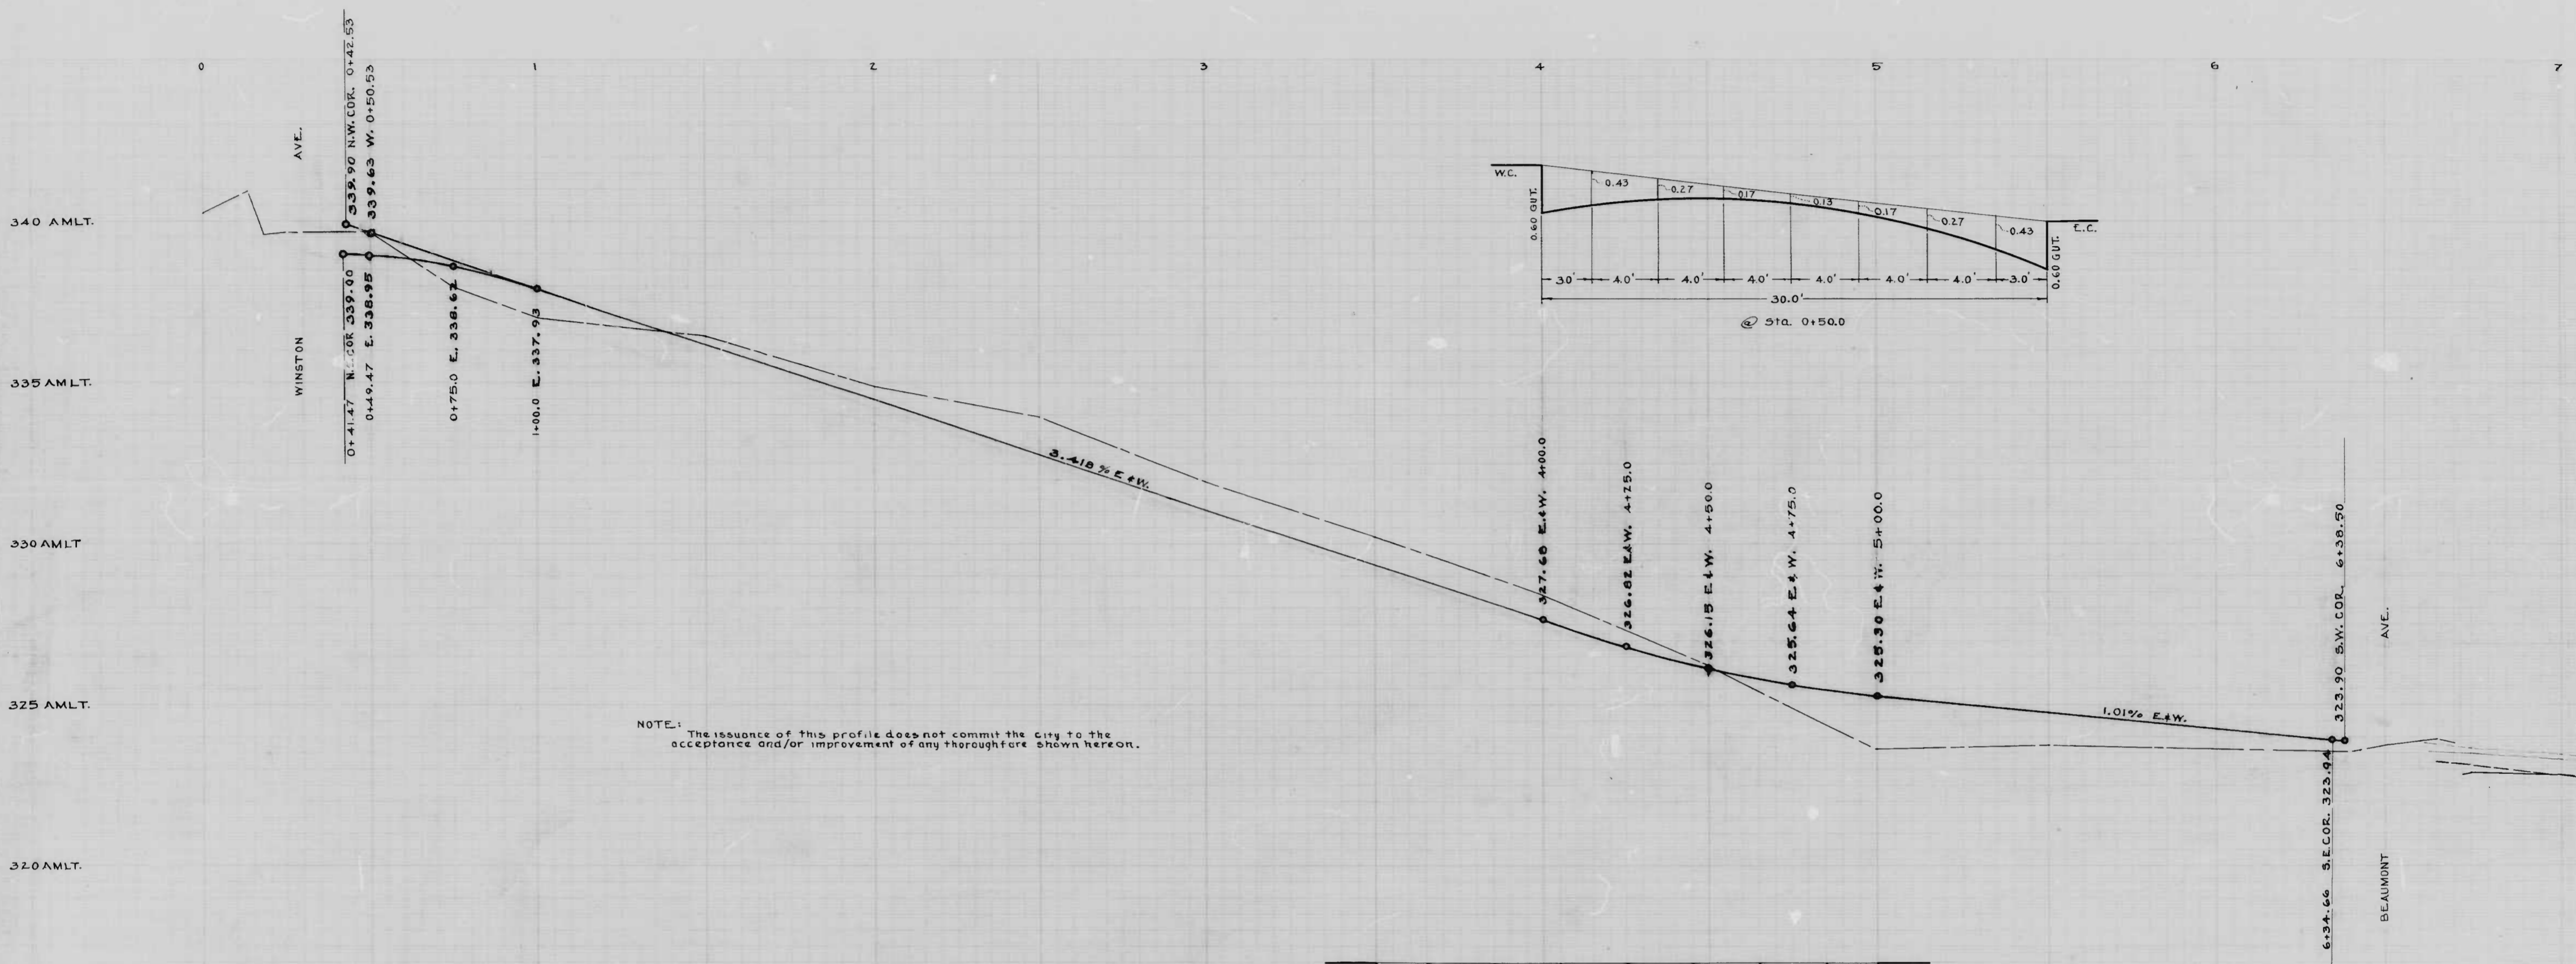 0 1 2 3 4 5 6 7
339.90 N.W. COR. 0+42.53
339.63 W. 0+50.53
AVE.
WINSTON
340 AMLT.
335 AMLT.
330 AMLT
325 AMLT.
320 AMLT.
0+41.47 N.E. COR 339.00
0+49.47 E. 338.95
0+75.0 E. 338.62
1+00.0 E. 337.93
3.418 % E & W.
W.C.
0.60 GUT.
0.43 0.27 0.17 0.13 0.17 0.27 0.43
E.C.
0.60 GUT.
3.0' 4.0' 4.0' 4.0' 4.0' 4.0' 4.0' 3.0'
30.0'
@ Sta. 0+50.0
327.68 E. & W. 4+00.0
326.82 E & W. 4+25.0
326.15 E & W. 4+50.0
325.64 E & W. 4+75.0
325.30 E & W. 5+00.0
1.01% E & W.
323.90 S.W. COR. 6+38.50
6+34.66 S.E. COR. 323.94
AVE.
BEAUMONT
NOTE:
The issuance of this profile does not commit the City to the
acceptance and/or improvement of any thoroughfare shown hereon.